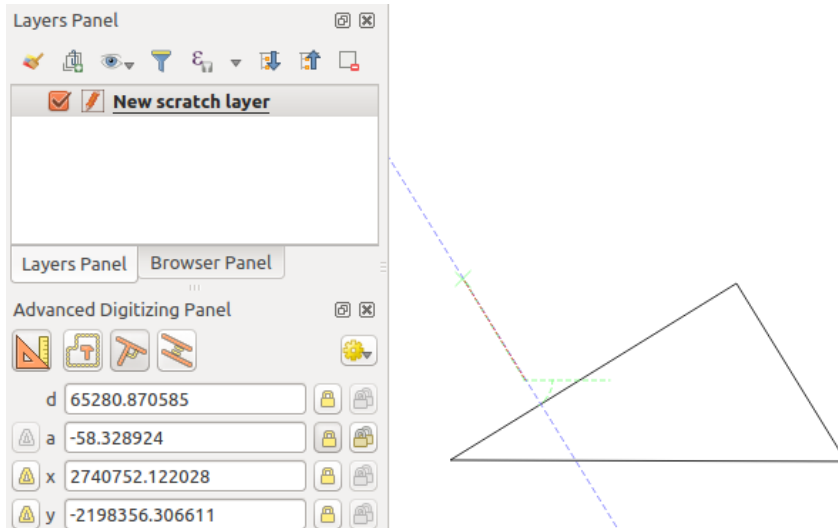 Layers Panel
New scratch layer
Layers Panel Browser Panel
Advanced Digitizing Panel
d 65280.870585
a -58.328924
x 2740752.122028
y -2198356.306611